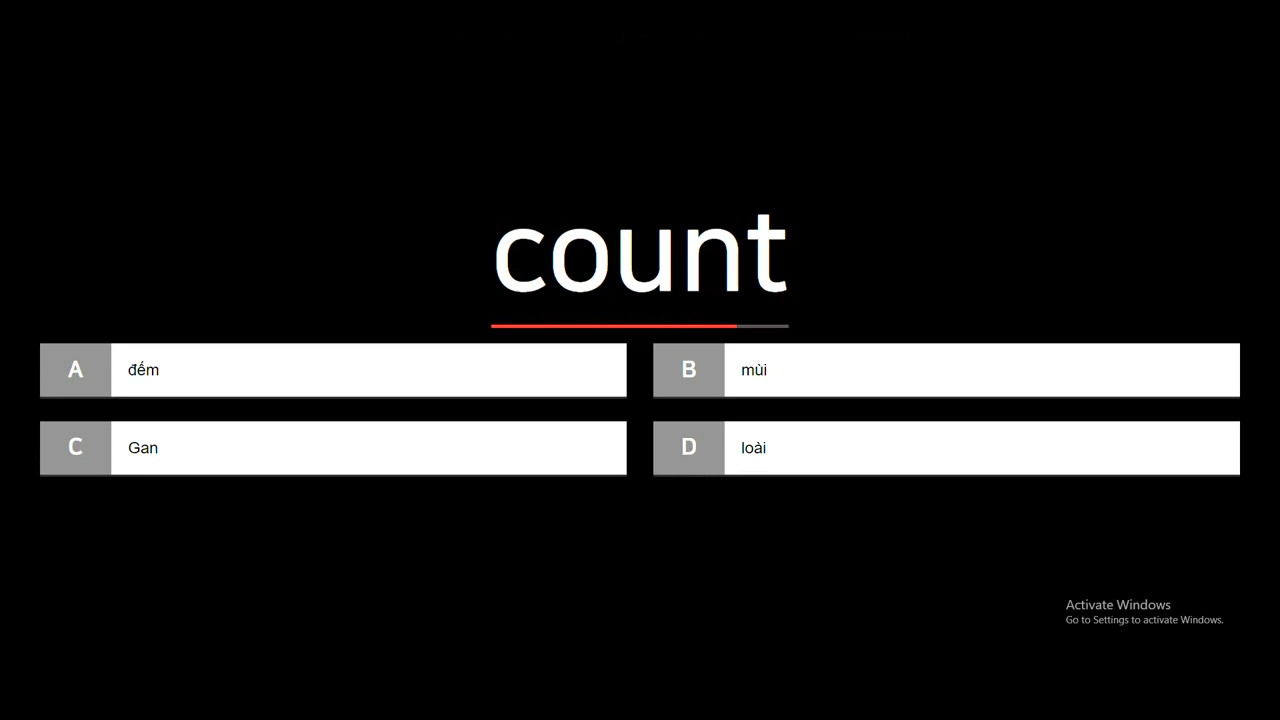 count
A đếm
B mùi
C Gan
D loài
Activate Windows
Go to Settings to activate Windows.